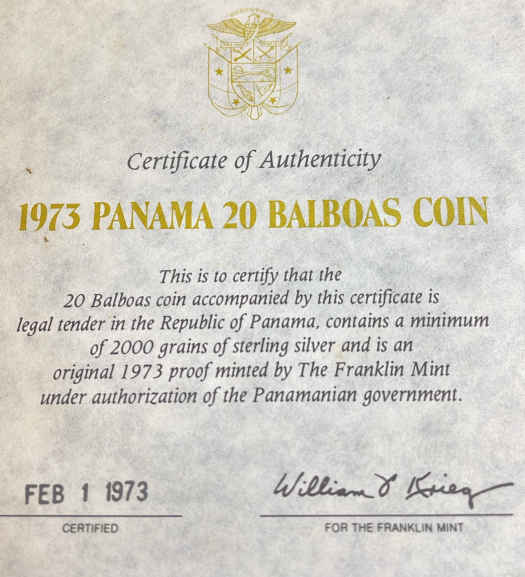 Certificate of Authenticity
1973 PANAMA 20 BALBOAS COIN
This is to certify that the
20 Balboas coin accompanied by this certificate is
legal tender in the Republic of Panama, contains a minimum
of 2000 grains of sterling silver and is an
original 1973 proof minted by The Franklin Mint
under authorization of the Panamanian government.
FEB 1 1973
William J Krieg
CERTIFIED
FOR THE FRANKLIN MINT